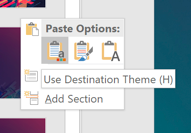 Paste Options:
Use Destination Theme (H)
Add Section